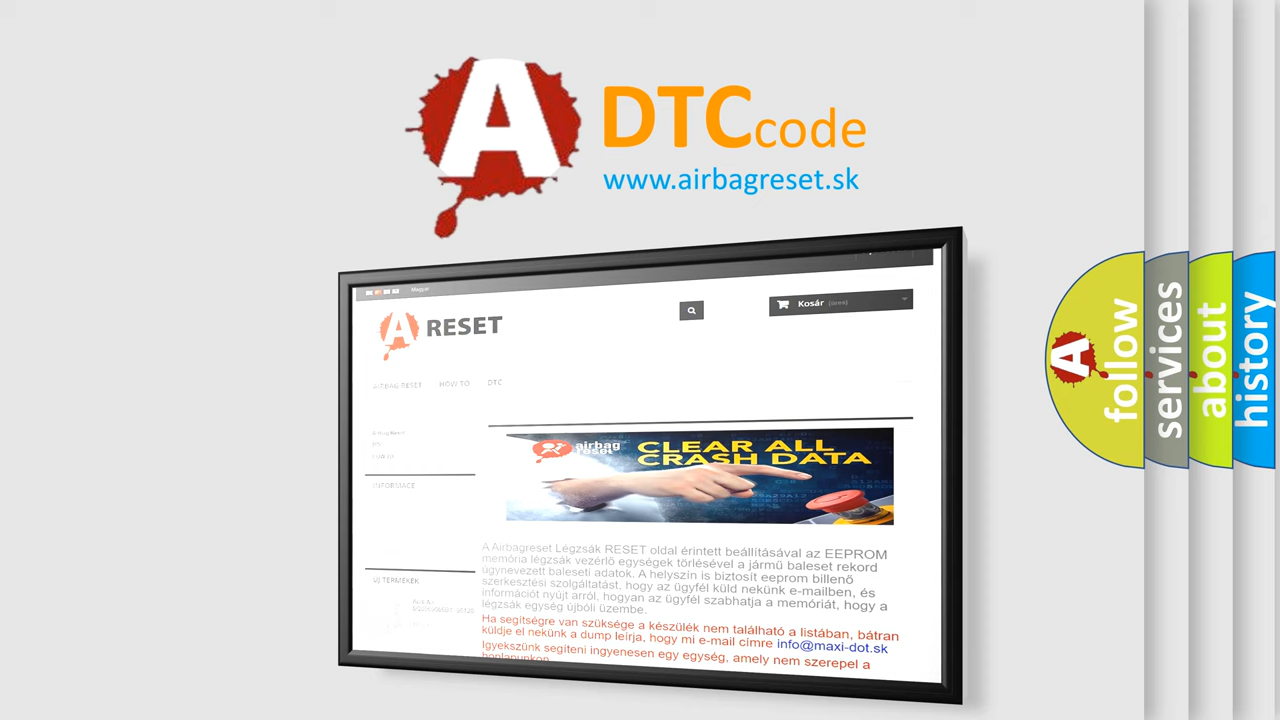 A DTCcode
www.airbagreset.sk
Magyar
A RESET
Kosár (üres)
AIRBAG RESET HOW TO DTC
INFORMACE
airbag
reset
CLEAR ALL
CRASH DATA
A Airbagreset Légzsák RESET oldal érintett beállításával az EEPROM
memória légzsák vezérlő egységek törlésével a jármű baleset rekord
úgynevezett baleseti adatok. A helyszín is biztosít eeprom billenő
szerkesztési szolgáltatást, hogy az ügyfél küld nekünk e-mailben, és
információt nyújt arról, hogyan az ügyfél szabhatja a memóriát, hogy a
légzsák egység újbóli üzembe.
Ha segítségre van szüksége a készülék nem található a listában, bátran
küldje el nekünk a dump leírja, hogy mi e-mail címre info@maxi-dot.sk
Igyekszünk segíteni ingyenesen egy egység, amely nem szerepel a
honlapunkon
ÚJ TERMÉKEK
A follow
services
about
history